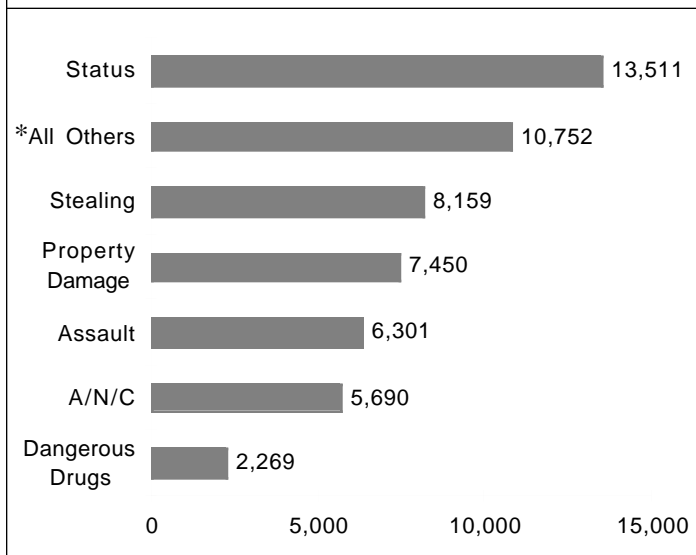 Status 13,511
*All Others 10,752
Stealing 8,159
Property
Damage 7,450
Assault 6,301
A/N/C 5,690
Dangerous
Drugs 2,269
0 5,000 10,000 15,000